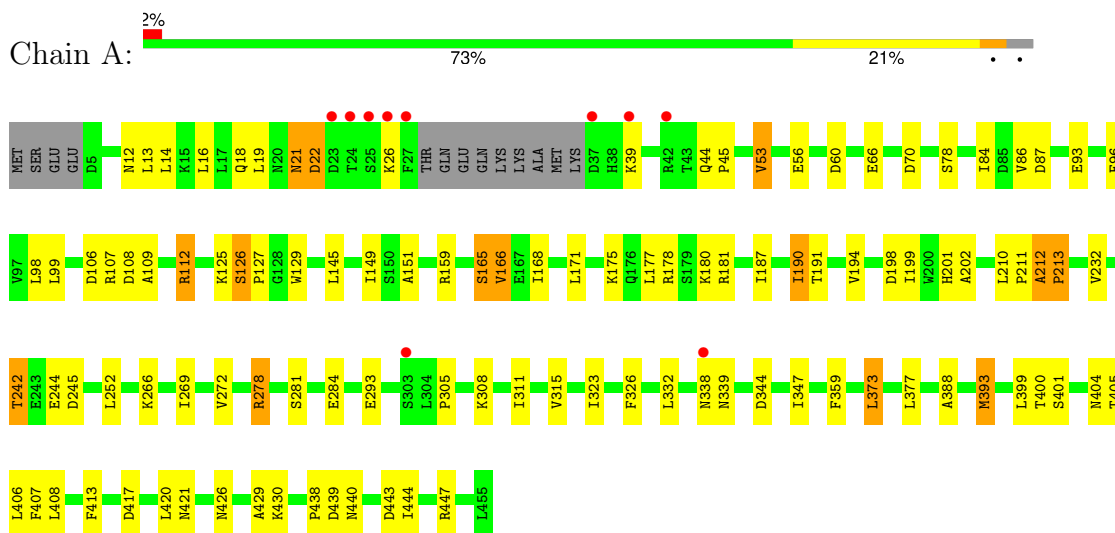 2%
Chain A:
73% 21% • •
MET SER GLU GLU D5 N12 L13 L14 K15 L16 L17 Q18 L19 N20 N21 D22 D23 T24 S25 K26 F27 THR GLN GLU GLN LYS LYS ALA MET LYS D37 H38 K39 R42 T43 Q44 P45 V53 E56 D60 E66 D70 S78 I84 D85 V86 D87 E93
V97 L98 L99 D106 R107 D108 A109 R112 K125 S126 P127 G128 W129 L145 I149 S150 A151 R159 S165 V166 E167 I168 L171 K175 Q176 L177 R178 S179 K180 R181 I187 I190 T191 V194 D198 I199 W200 H201 A202 L210 P211 A212 P213 V232
T242 E243 E244 D245 L252 K266 I269 V272 R278 S281 E284 E293 S303 L304 P305 K308 I311 V315 I323 F326 L332 N338 N339 D344 I347 F359 L373 L377 A388 M393 L399 T400 S401 N404
L406 F407 L408 F413 D417 L420 N421 N426 A429 K430 P438 D439 N440 D443 I444 R447 L455